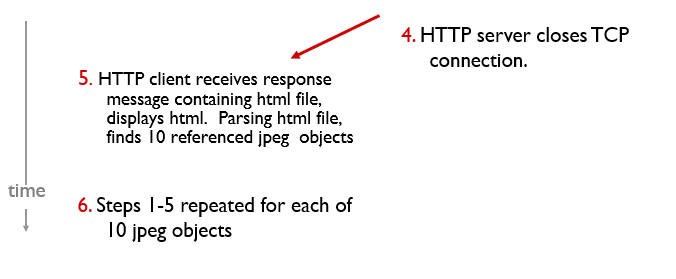 4. HTTP server closes TCP
connection.
5. HTTP client receives response
message containing html file,
displays html. Parsing html file,
finds 10 referenced jpeg objects
time
6. Steps 1-5 repeated for each of
10 jpeg objects